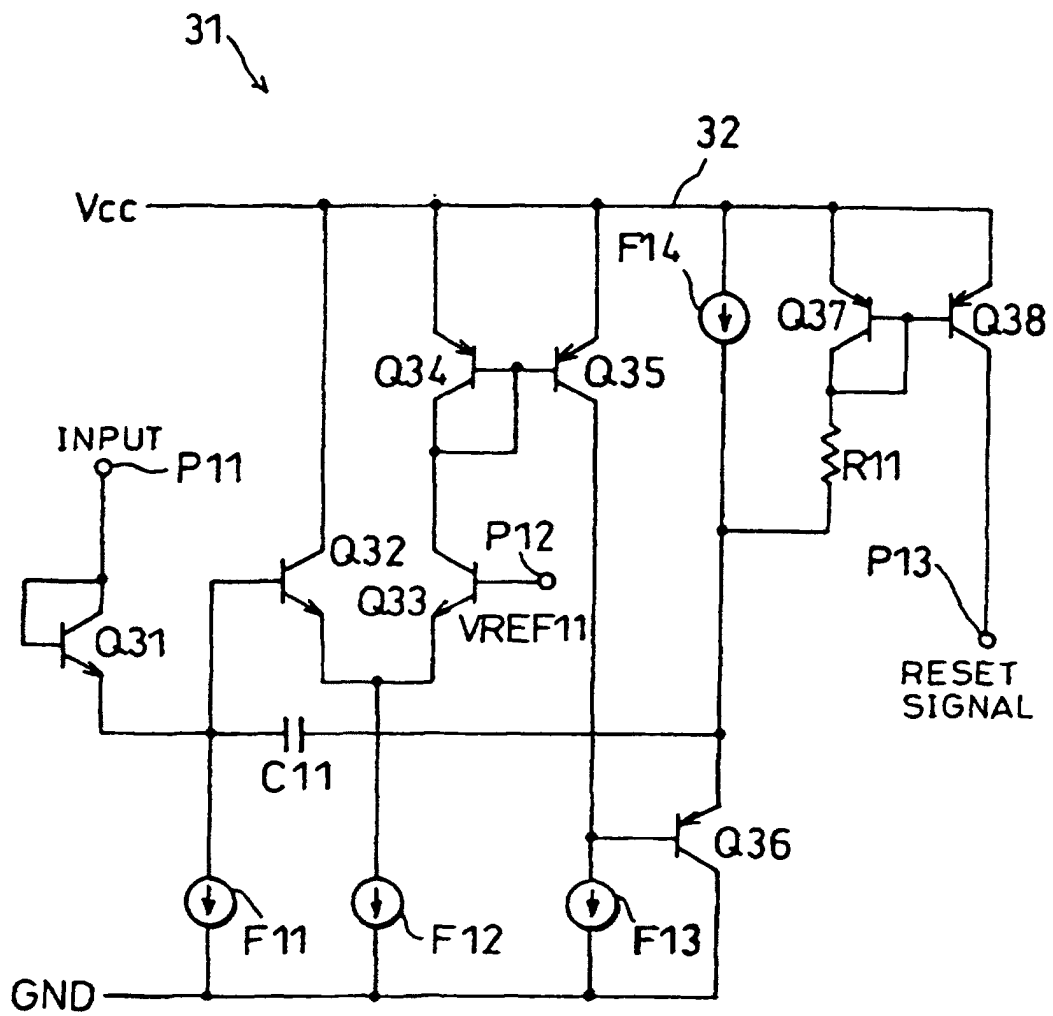 31
32
Vcc
F14
Q37
Q38
Q34
Q35
INPUT
P11
R11
Q32
P12
Q33
VREF11
P13
Q31
RESET
SIGNAL
C11
Q36
F11
F12
F13
GND